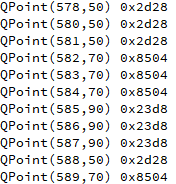 QPoint(578,50) 0x2d28
QPoint(580,50) 0x2d28
QPoint(581,50) 0x2d28
QPoint(582,70) 0x8504
QPoint(583,70) 0x8504
QPoint(584,70) 0x8504
QPoint(585,90) 0x23d8
QPoint(586,90) 0x23d8
QPoint(587,90) 0x23d8
QPoint(588,50) 0x2d28
QPoint(589,70) 0x8504